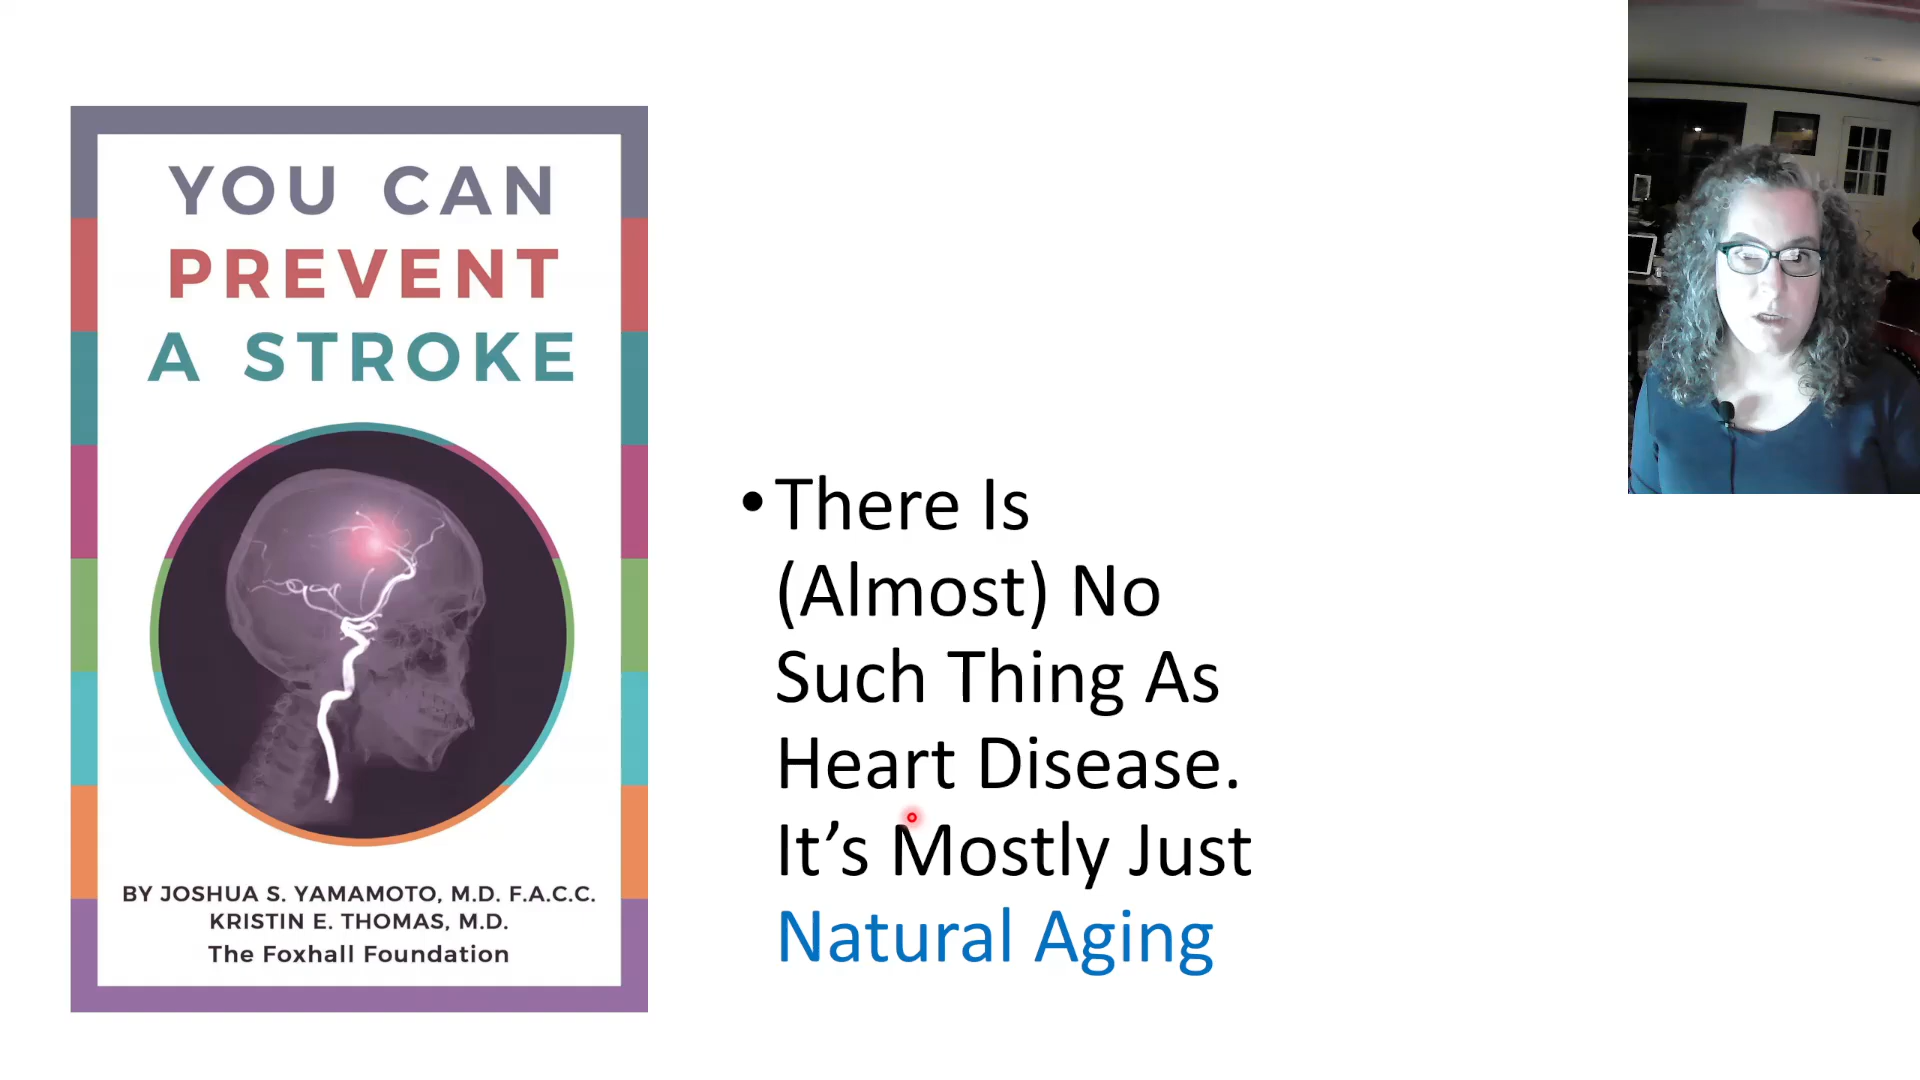 YOU CAN
PREVENT
A STROKE
BY JOSHUA S. YAMAMOTO, M.D. F.A.C.C.
KRISTIN E. THOMAS, M.D.
The Foxhall Foundation
• There Is
(Almost) No
Such Thing As
Heart Disease.
It’s Mostly Just
Natural Aging